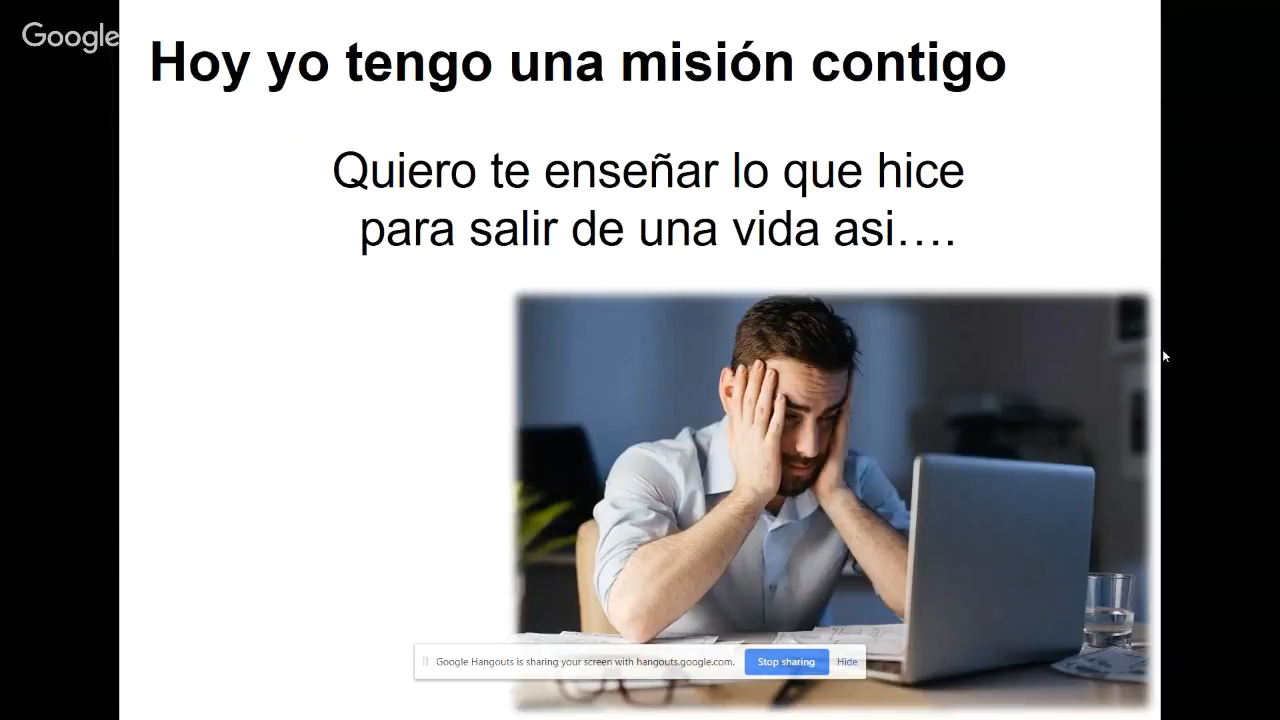 Google
Hoy yo tengo una misión contigo
Quiero te enseñar lo que hice
para salir de una vida asi….
Google Hangouts is sharing your screen with hangouts.google.com.
Stop sharing
Hide